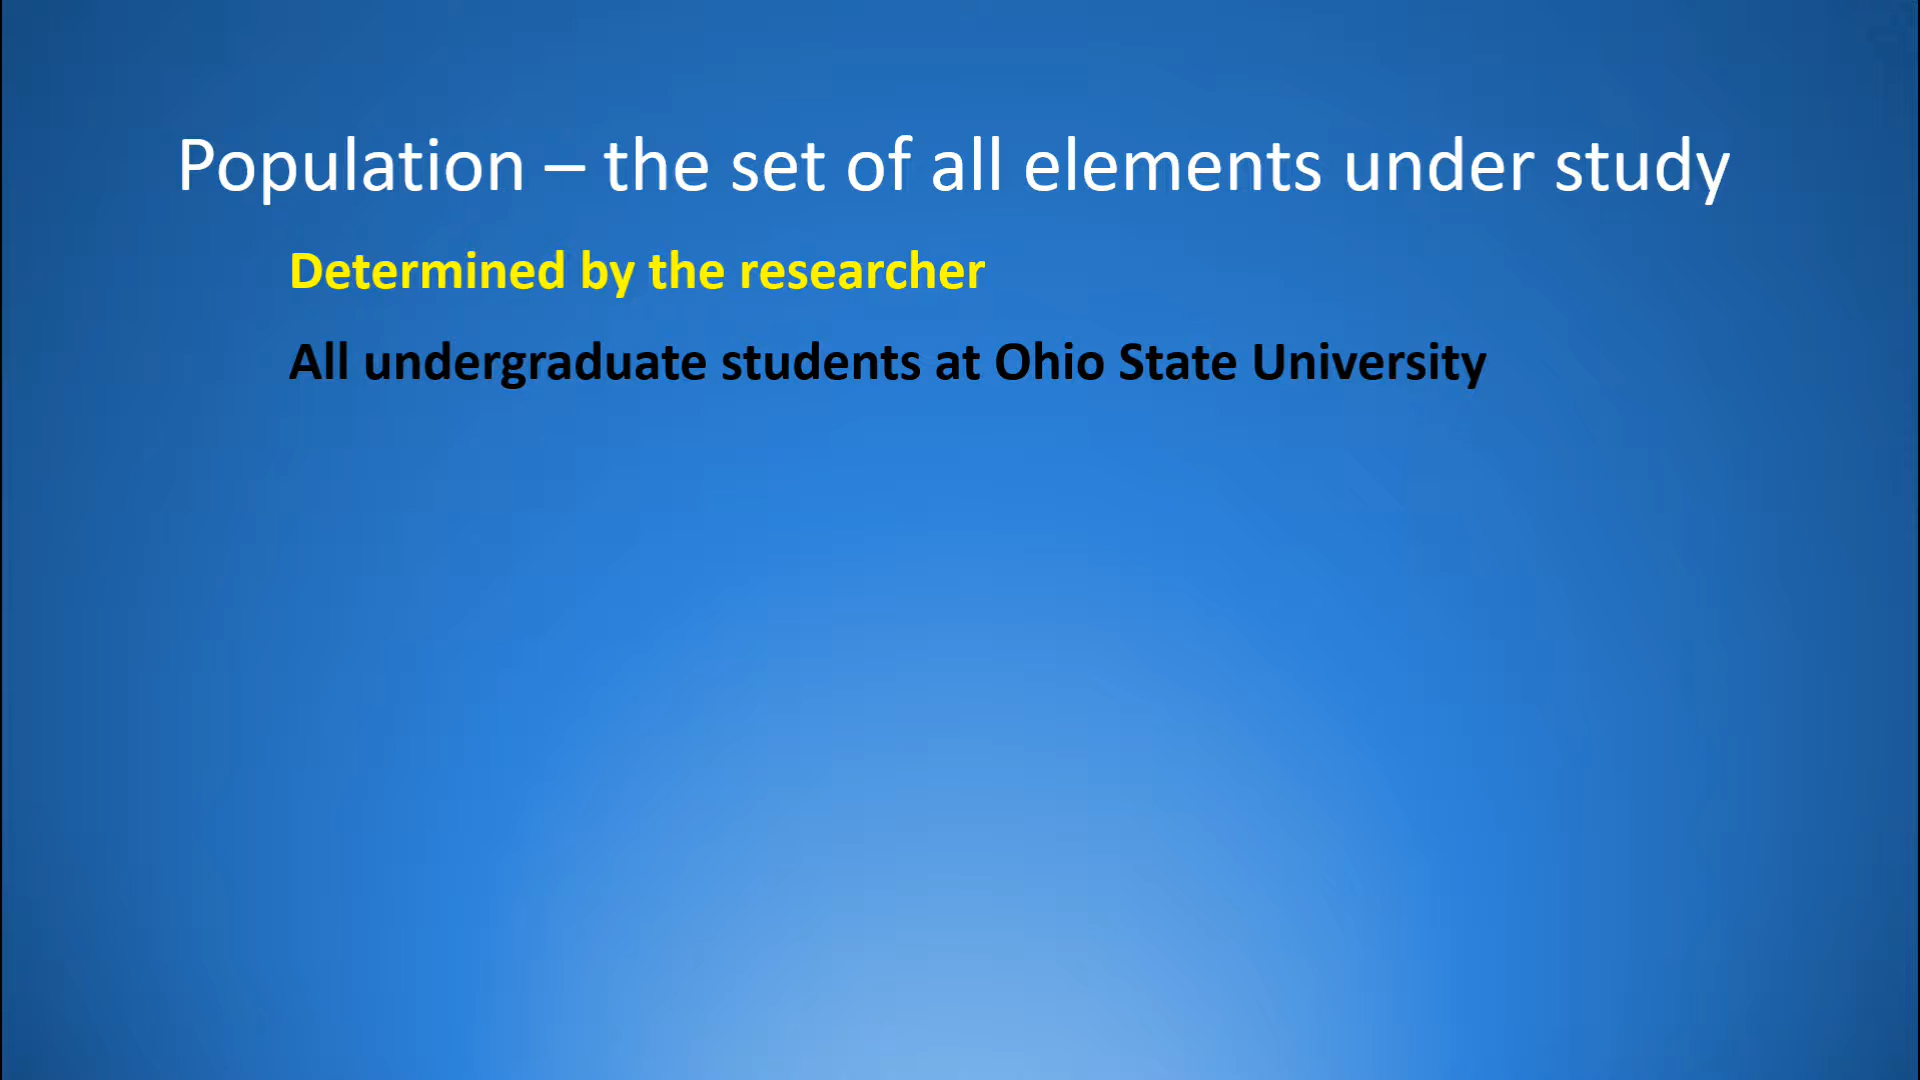 Population – the set of all elements under study
Determined by the researcher
All undergraduate students at Ohio State University